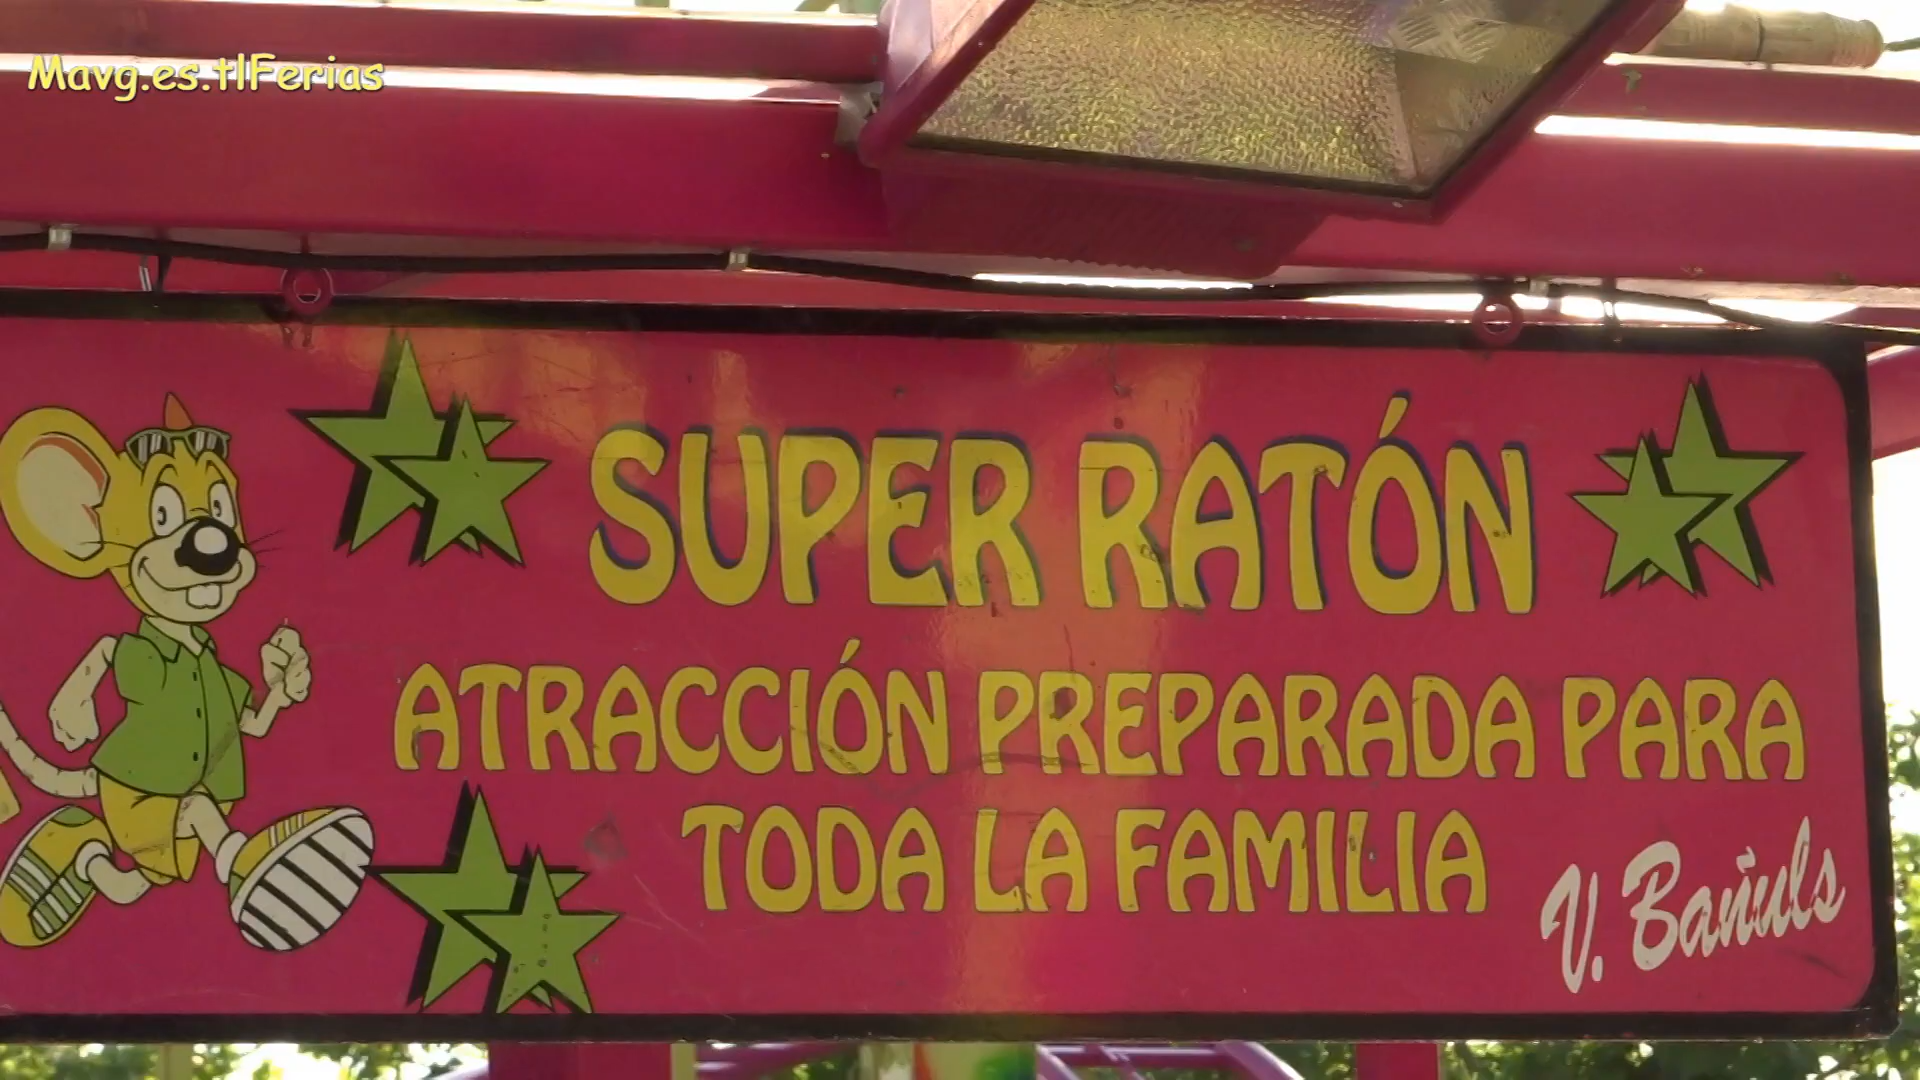 Mavg.es.tlFerias
SUPER RATÓN
ATRACCIÓN PREPARADA PARA
TODA LA FAMILIA
V. Bañuls